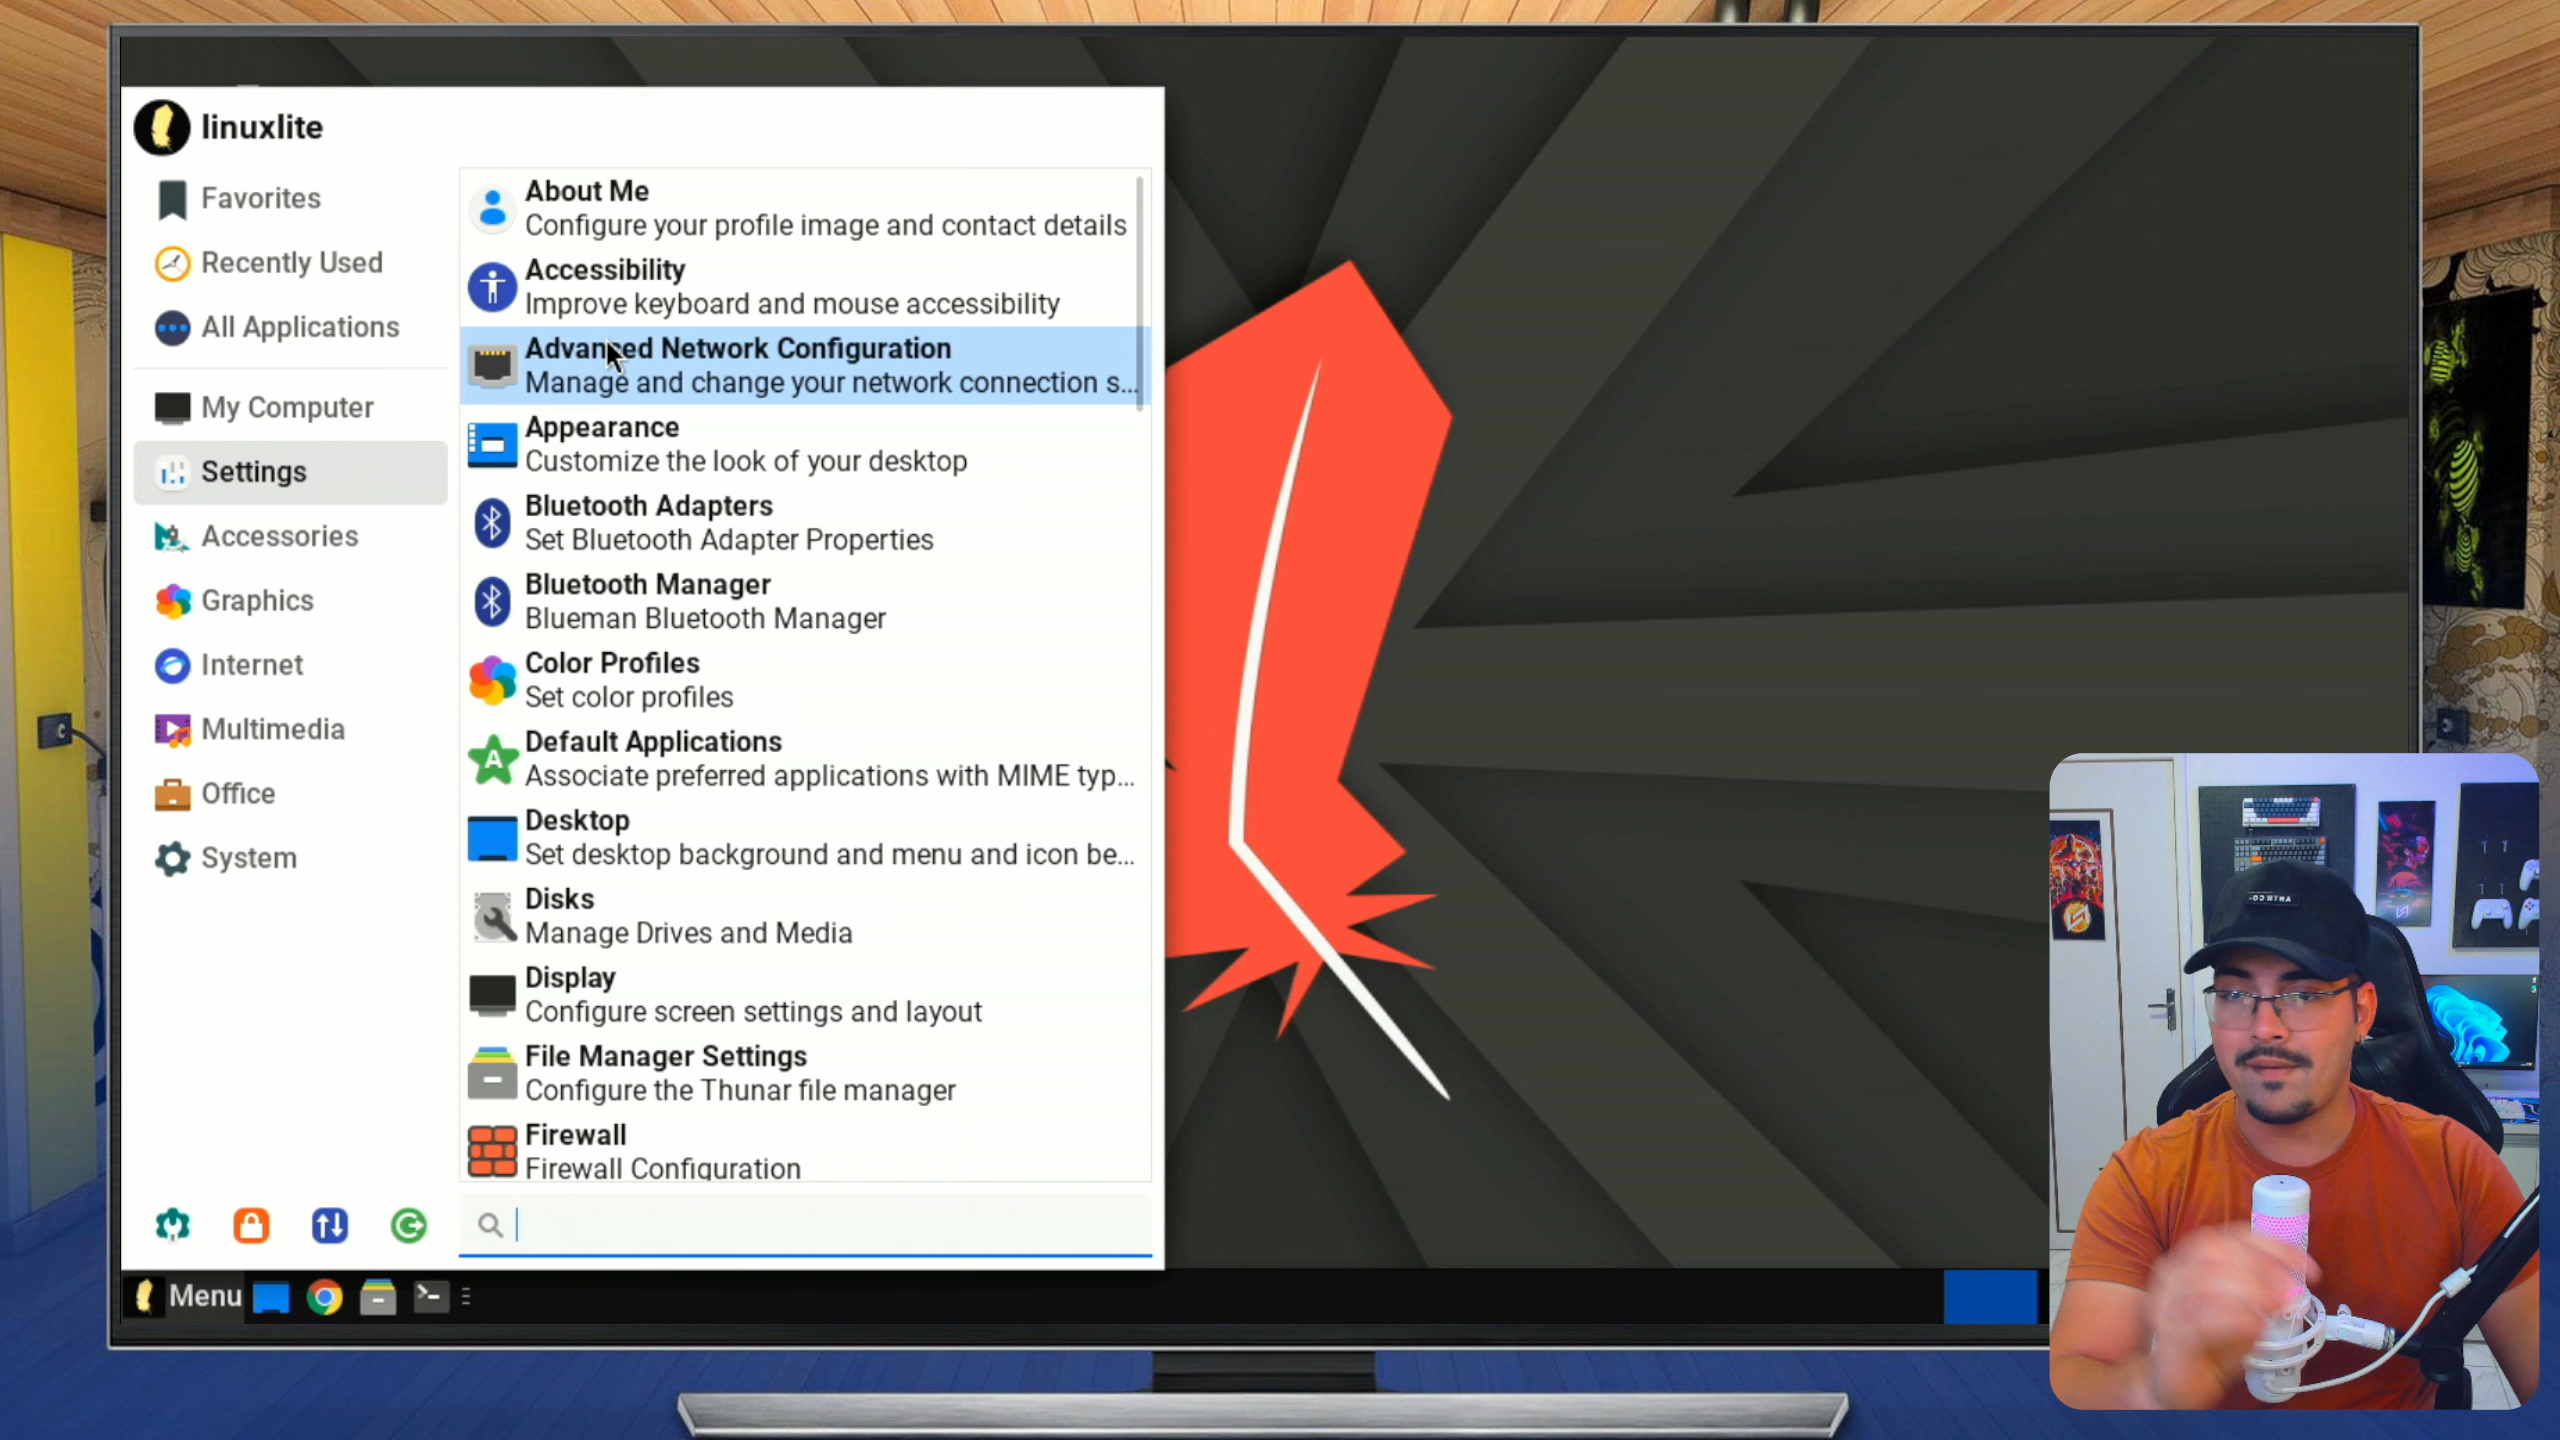 linuxlite
Favorites
Recently Used
All Applications
My Computer
Settings
Accessories
Graphics
Internet
Multimedia
Office
System
About Me
Configure your profile image and contact details
Accessibility
Improve keyboard and mouse accessibility
Advanced Network Configuration
Manage and change your network connection s...
Appearance
Customize the look of your desktop
Bluetooth Adapters
Set Bluetooth Adapter Properties
Bluetooth Manager
Blueman Bluetooth Manager
Color Profiles
Set color profiles
Default Applications
Associate preferred applications with MIME typ...
Desktop
Set desktop background and menu and icon be...
Disks
Manage Drives and Media
Display
Configure screen settings and layout
File Manager Settings
Configure the Thunar file manager
Firewall
Firewall Configuration
Menu